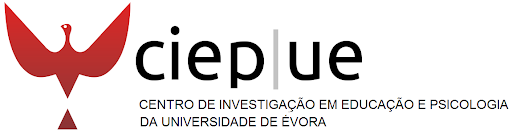 ciep|ue
CENTRO DE INVESTIGAÇÃO EM EDUCAÇÃO E PSICOLOGIA
DA UNIVERSIDADE DE ÉVORA